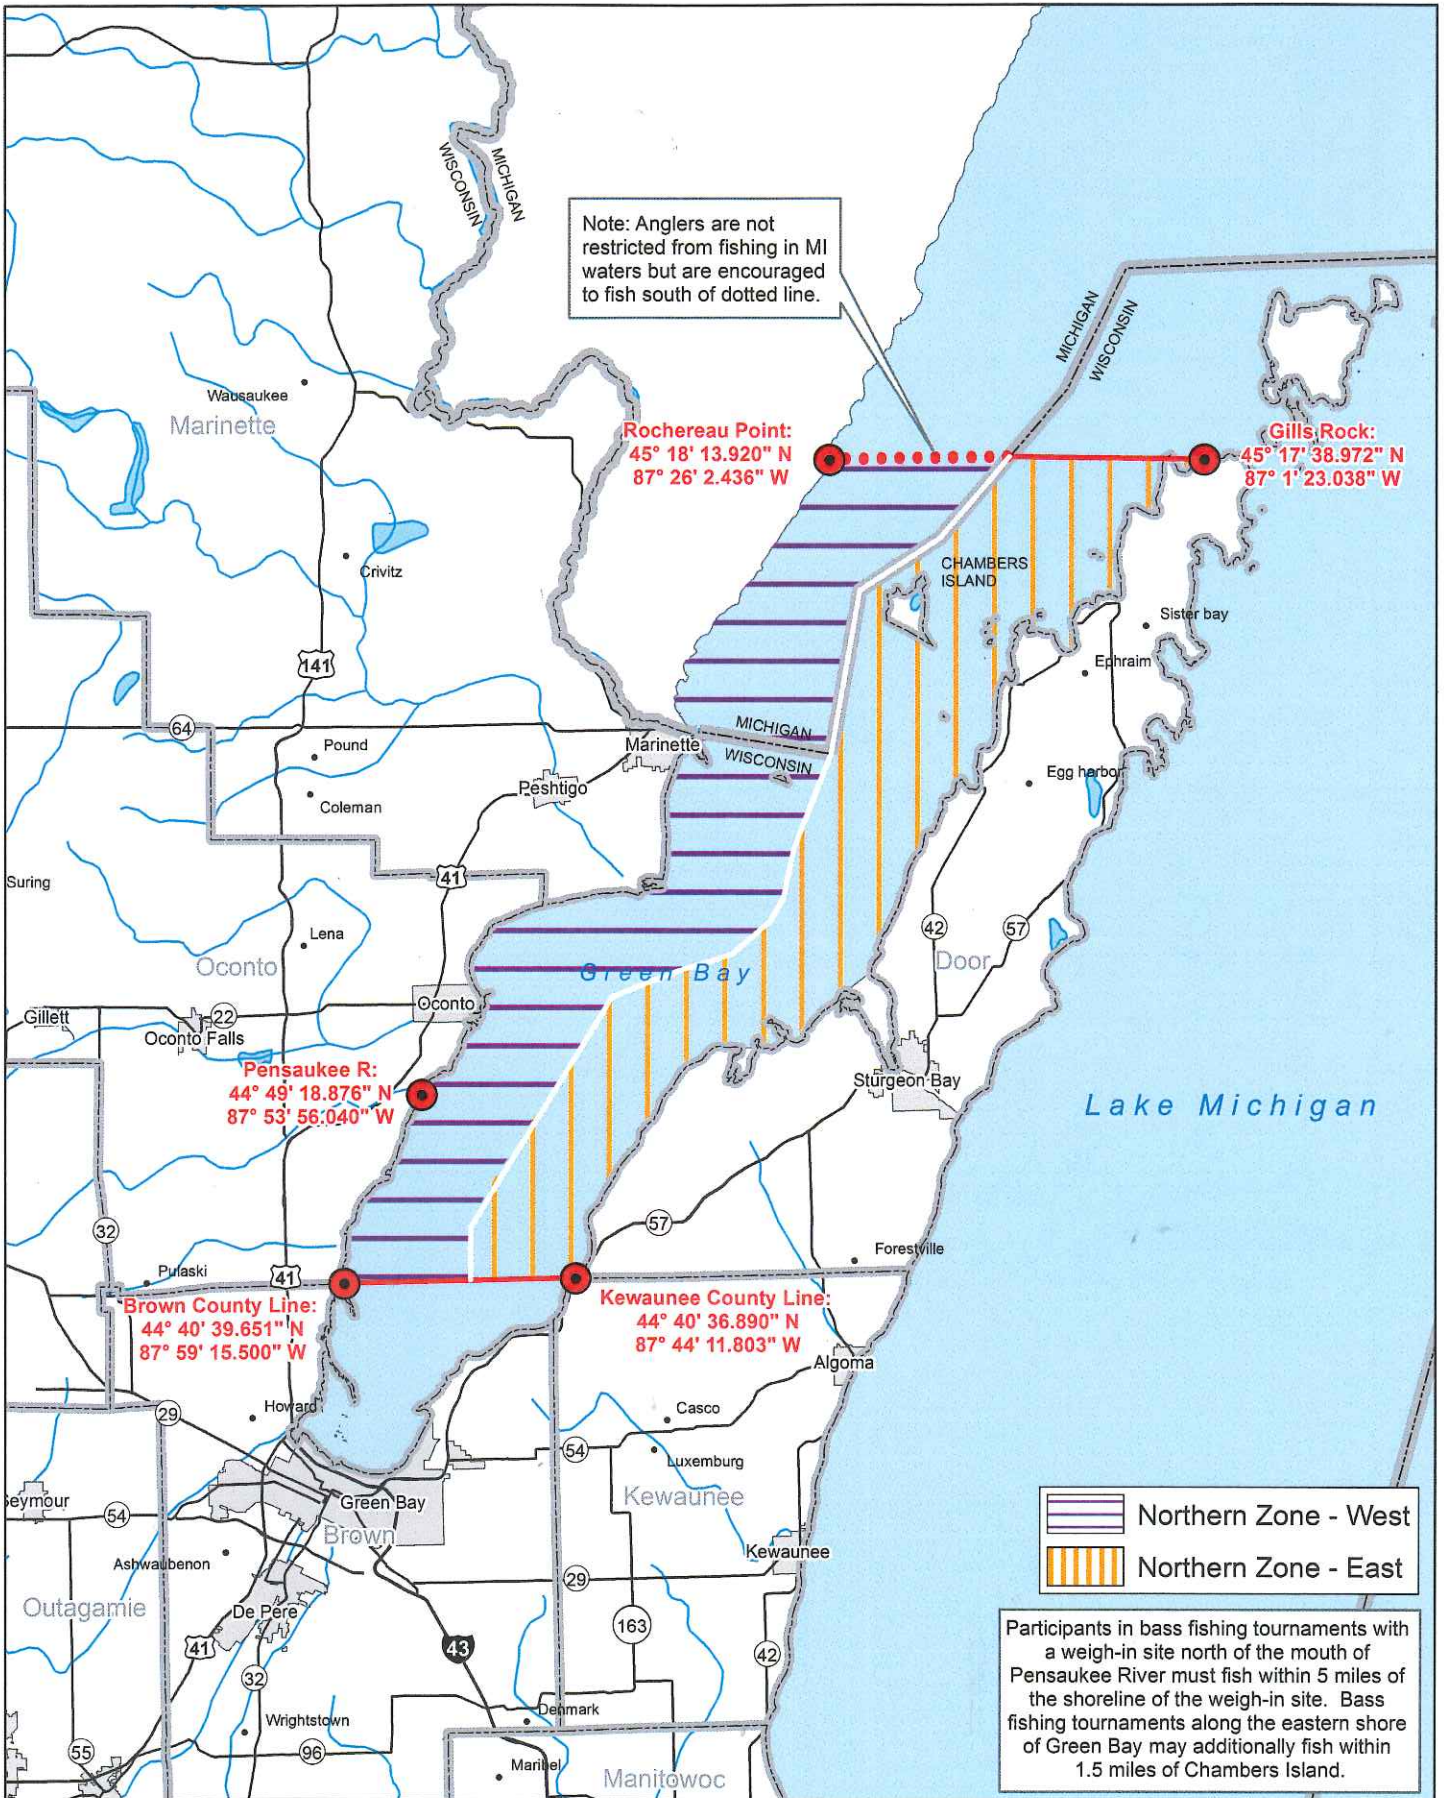 WISCONSIN
MICHIGAN
Note: Anglers are not
restricted from fishing in MI
waters but are encouraged
to fish south of dotted line.
MICHIGAN
WISCONSIN
Wausaukee
Marinette
Rochereau Point:
45° 18' 13.920" N
87° 26' 2.436" W
Gills Rock:
45° 17' 38.972" N
87° 1' 23.038" W
Crivitz
CHAMBERS
ISLAND
Sister bay
Ephraim
141
64
Pound
Marinette
MICHIGAN
WISCONSIN
Peshtigo
Egg harbor
Coleman
Suring
41
Lena
42
57
Oconto
Green Bay
Door
Oconto
Gillett
22
Oconto Falls
Pensaukee R:
44° 49' 18.876" N
87° 53' 56.040" W
Sturgeon Bay
Lake Michigan
32
57
Forestville
Pulaski
41
Brown County Line:
44° 40' 39.651" N
87° 59' 15.500" W
Kewaunee County Line:
44° 40' 36.890" N
87° 44' 11.803" W
Algoma
Howard
29
Casco
54
Luxemburg
Seymour
Green Bay
Kewaunee
54
Brown
Ashwaubenon
Kewaunee
29
Outagamie
De Pere
163
41
43
42
32
Denmark
Wrightstown
55
96
Maribel
Manitowoc
Northern Zone - West
Northern Zone - East
Participants in bass fishing tournaments with
a weigh-in site north of the mouth of
Pensaukee River must fish within 5 miles of
the shoreline of the weigh-in site. Bass
fishing tournaments along the eastern shore
of Green Bay may additionally fish within
1.5 miles of Chambers Island.